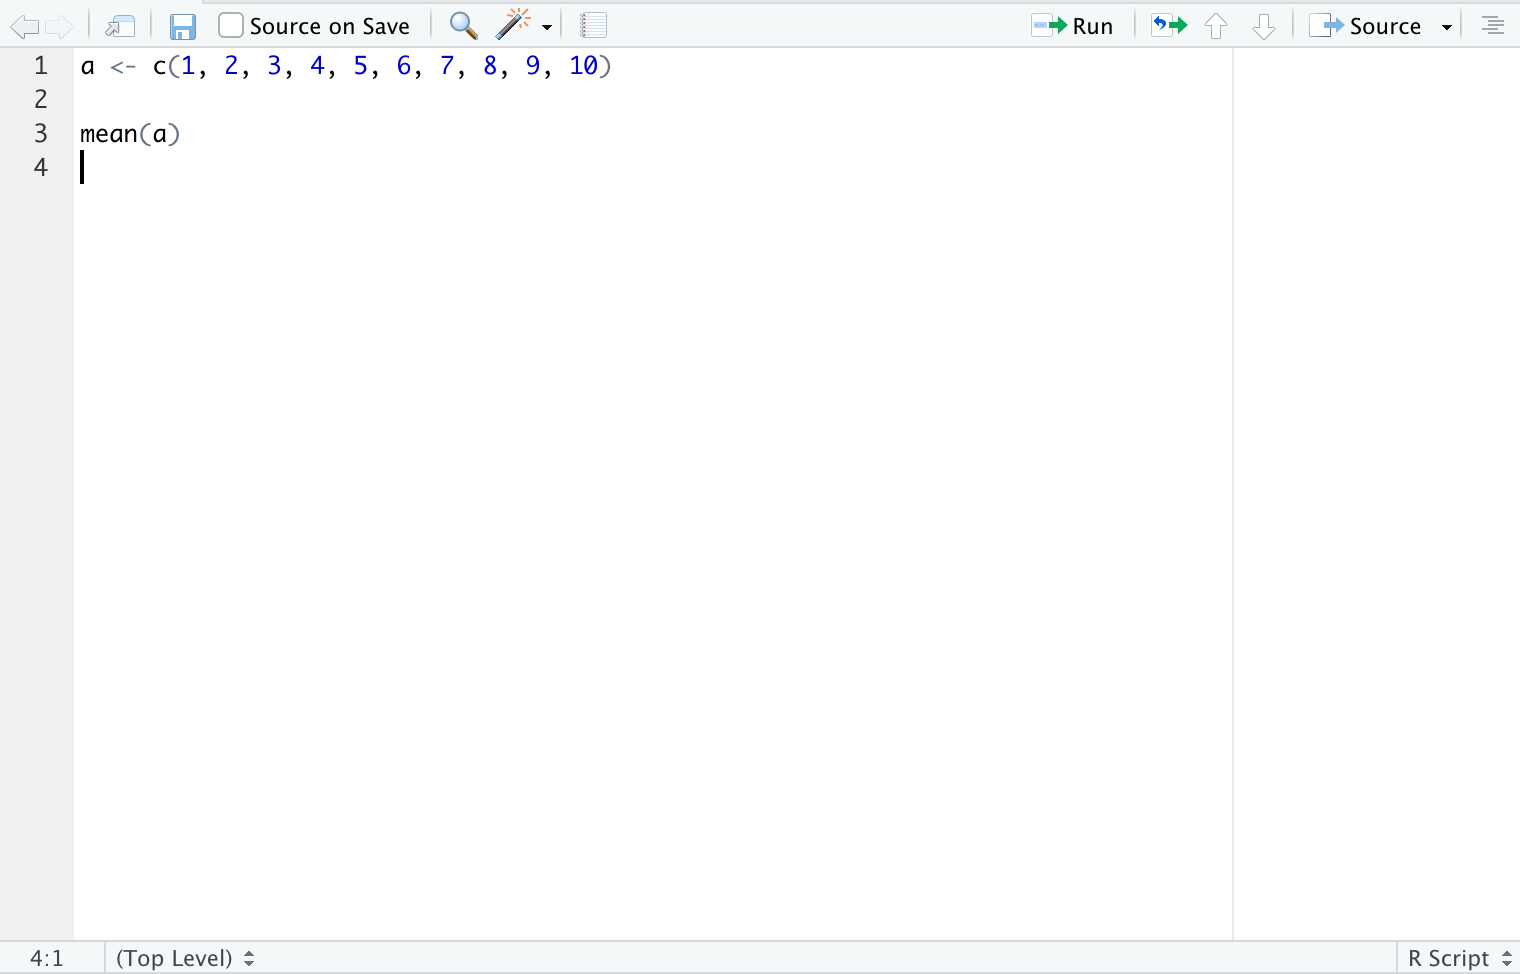 Source on Save Run Source
1 a <- c(1, 2, 3, 4, 5, 6, 7, 8, 9, 10)
2
3 mean(a)
4
4:1 (Top Level) R Script